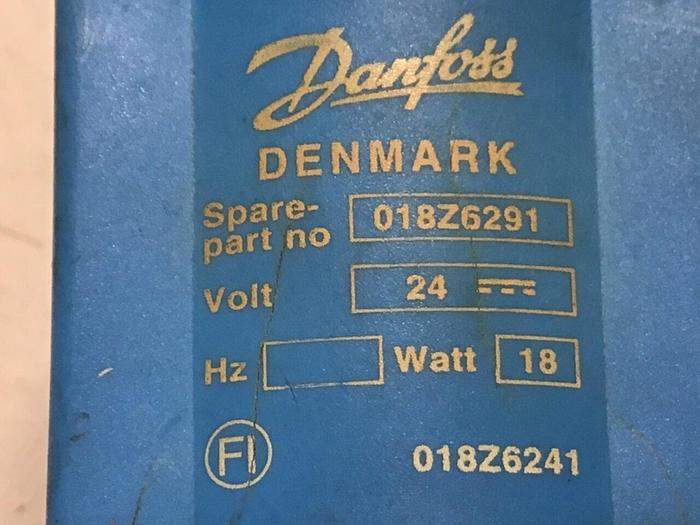 Danfoss
DENMARK
Spare-
part no 018Z6291
Volt 24
Hz Watt 18
FI 018Z6241